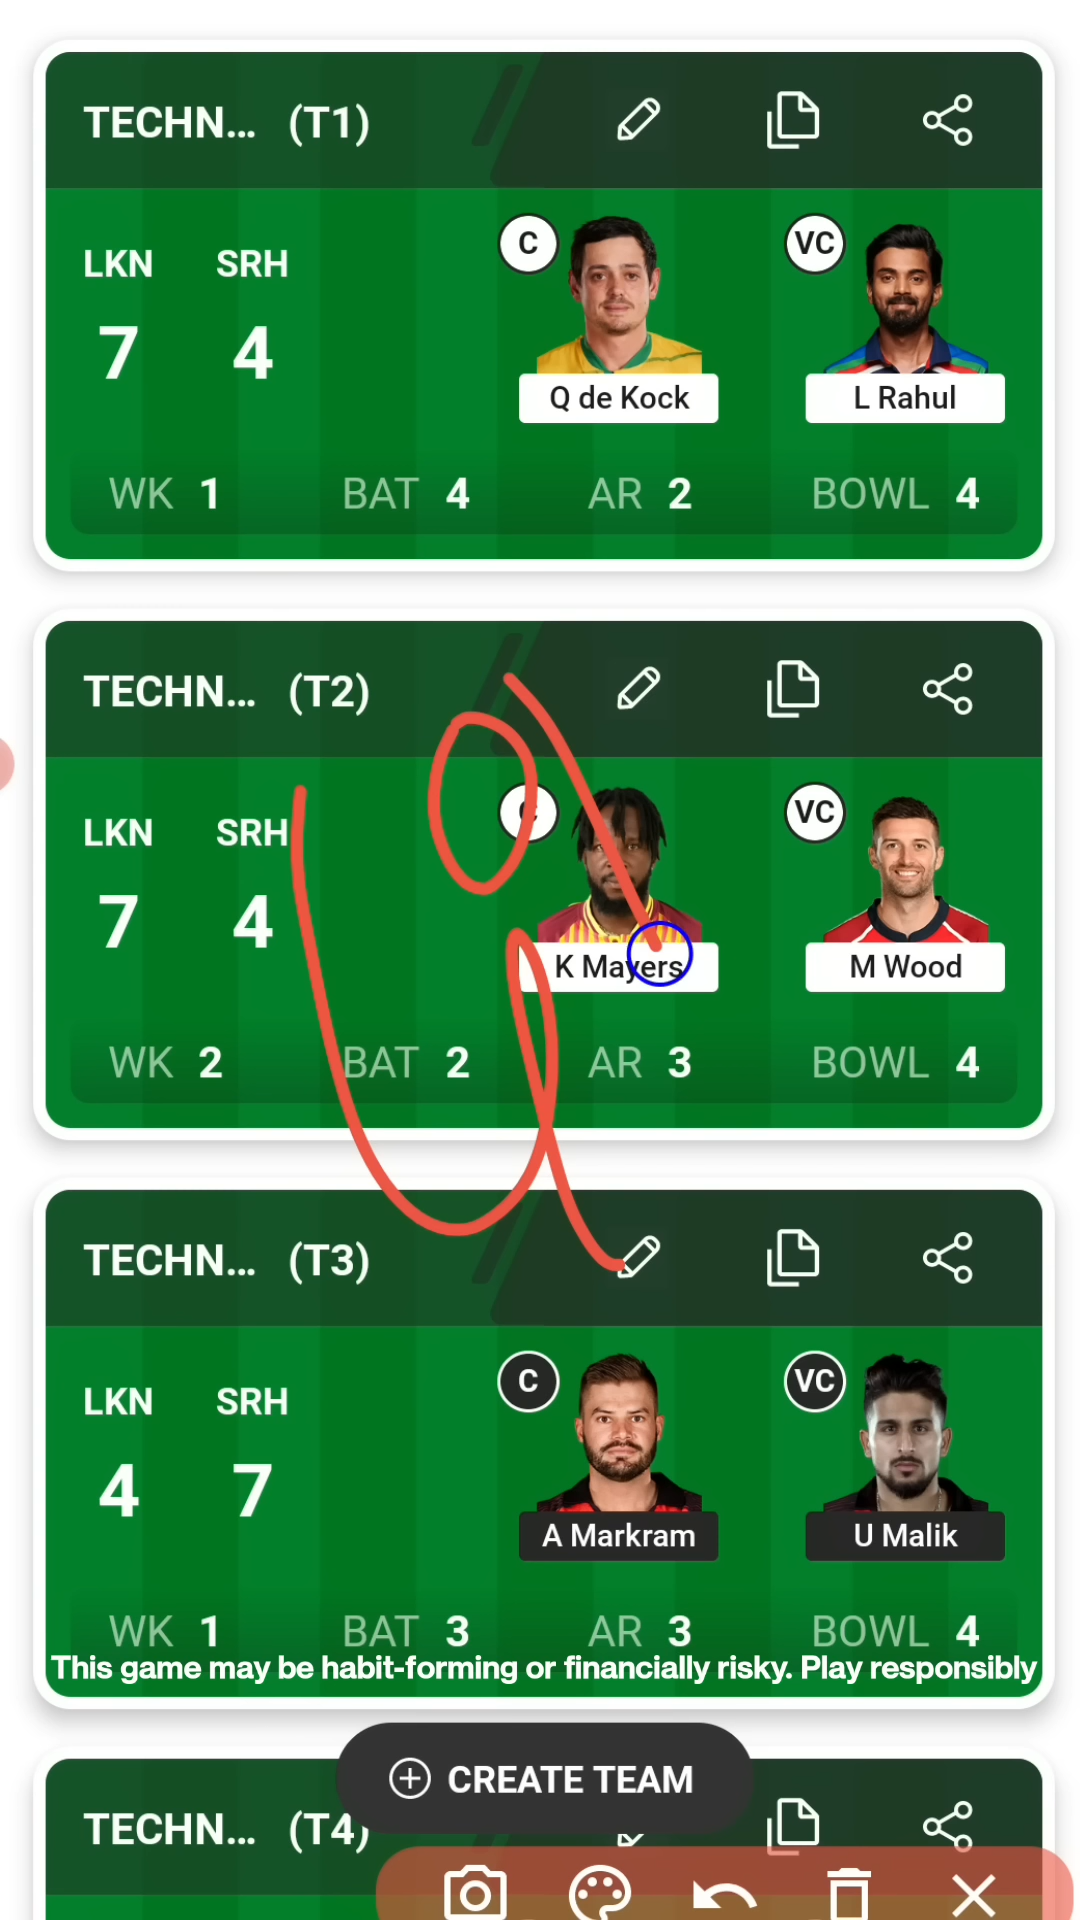 TECHN... (T1)
LKN SRH
C VC
7 4
Q de Kock L Rahul
WK 1 BAT 4 AR 2 BOWL 4
TECHN... (T2)
LKN SRH
C VC
7 4
K Mayers M Wood
WK 2 BAT 2 AR 3 BOWL 4
TECHN... (T3)
LKN SRH
C VC
4 7
A Markram U Malik
WK 1 BAT 3 AR 3 BOWL 4
This game may be habit-forming or financially risky. Play responsibly
CREATE TEAM
TECHN... (T4)